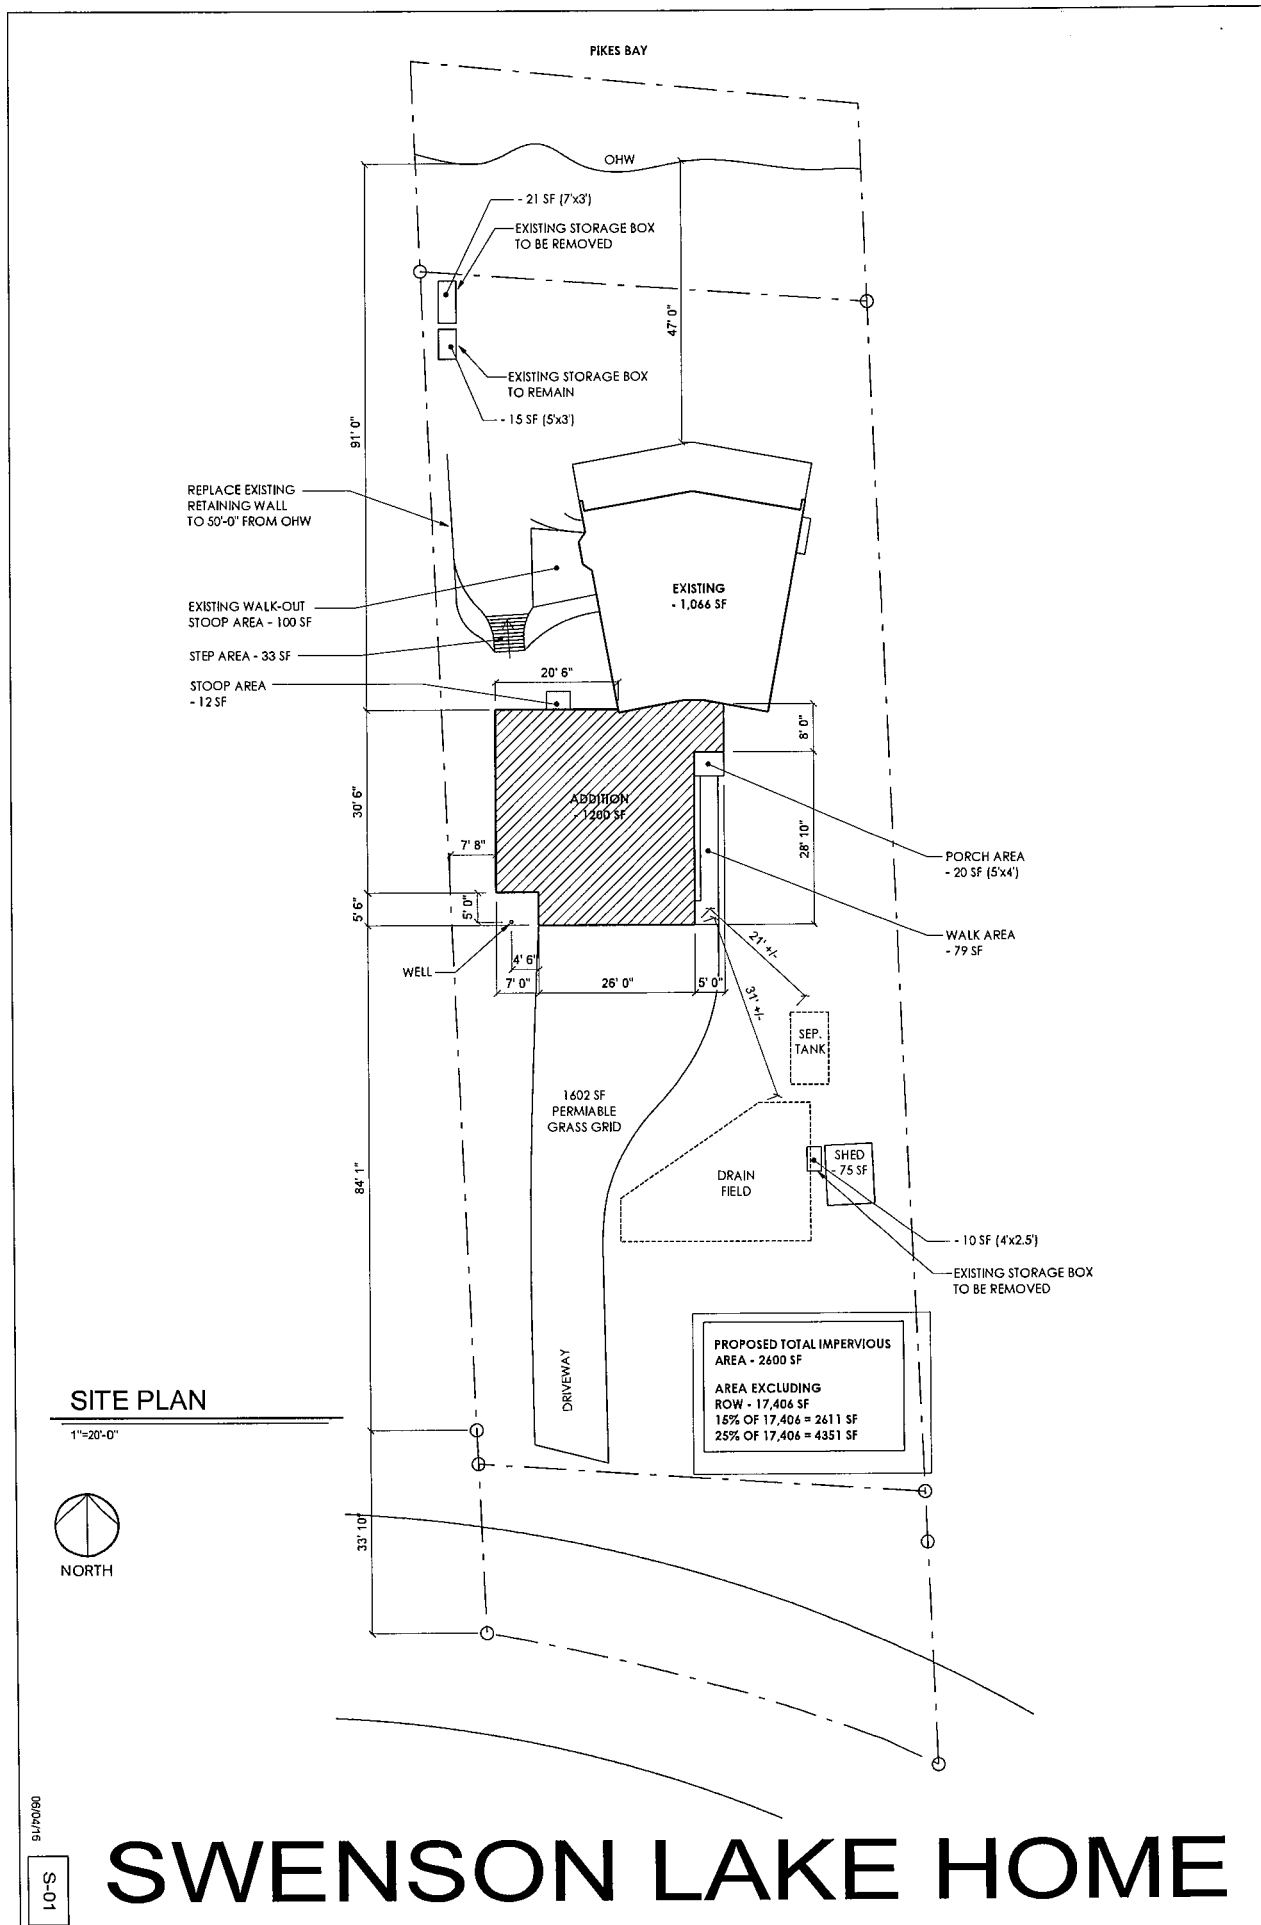 PIKES BAY
OHW
- 21 SF (7'x3')
EXISTING STORAGE BOX
TO BE REMOVED
47' 0"
EXISTING STORAGE BOX
TO REMAIN
- 15 SF (5'x3')
91' 0"
REPLACE EXISTING
RETAINING WALL
TO 50'-0" FROM OHW
EXISTING
- 1,066 SF
EXISTING WALK-OUT
STOOP AREA - 100 SF
STEP AREA - 33 SF
STOOP AREA
- 12 SF
20' 6"
8' 0"
30' 6"
ADDITION
- 1200 SF
28' 10"
7' 8"
PORCH AREA
- 20 SF (5'x4')
5' 6"
5' 0"
WALK AREA
- 79 SF
WELL
4' 6"
7' 0"
26' 0"
5' 0"
21' +/-
31' +/-
SEP.
TANK
1602 SF
PERMIABLE
GRASS GRID
84' 1"
DRAIN
FIELD
SHED
- 75 SF
- 10 SF (4'x2.5')
EXISTING STORAGE BOX
TO BE REMOVED
DRIVEWAY
PROPOSED TOTAL IMPERVIOUS
AREA - 2600 SF
AREA EXCLUDING
ROW - 17,406 SF
15% OF 17,406 = 2611 SF
25% OF 17,406 = 4351 SF
SITE PLAN
1"=20'-0"
NORTH
33' 10"
06/04/16
S-01
SWENSON LAKE HOME